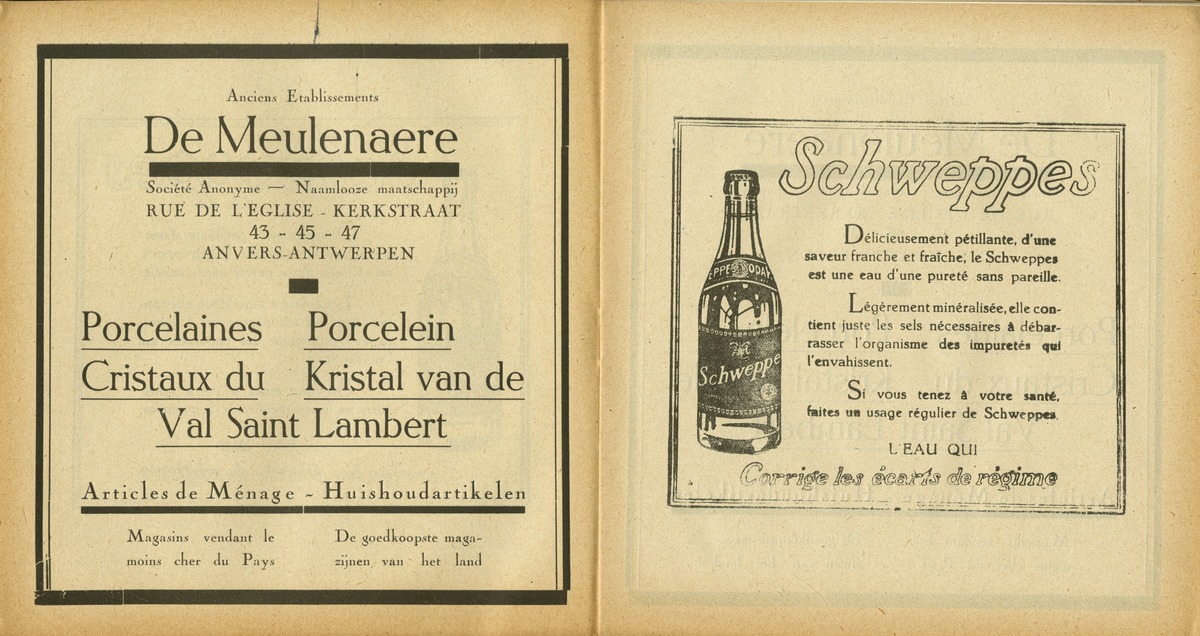 Anciens Etablissements
De Meulenaere
Société Anonyme — Naamlooze maatschappij
RUE DE L'EGLISE - KERKSTRAAT
43 - 45 - 47
ANVERS-ANTWERPEN
Porcelaines Porcelein
Cristaux du Kristal van de
Val Saint Lambert
Articles de Ménage - Huishoudartikelen
Magasins vendant le
moins cher du Pays
De goedkoopste maga-
zijnen van het land
Schweppes
Délicieusement pétillante, d'une
saveur franche et fraîche, le Schweppes
est une eau d'une pureté sans pareille.
Légèrement minéralisée, elle con-
tient juste les sels nécessaires à débar-
rasser l'organisme des impuretés qui
l'envahissent.
Si vous tenez à votre santé,
faites un usage régulier de Schweppes.
L'EAU QUI
Corrige les écarts de régime
EPPE SODA
Schweppe